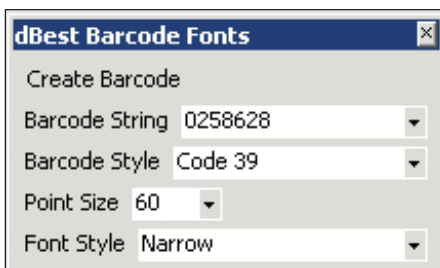 dBest Barcode Fonts
Create Barcode
Barcode String 0258628
Barcode Style Code 39
Point Size 60
Font Style Narrow